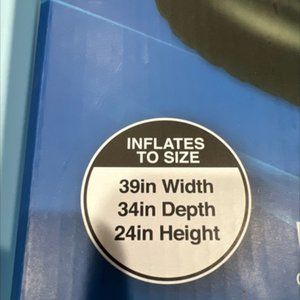 INFLATES
TO SIZE
39in Width
34in Depth
24in Height